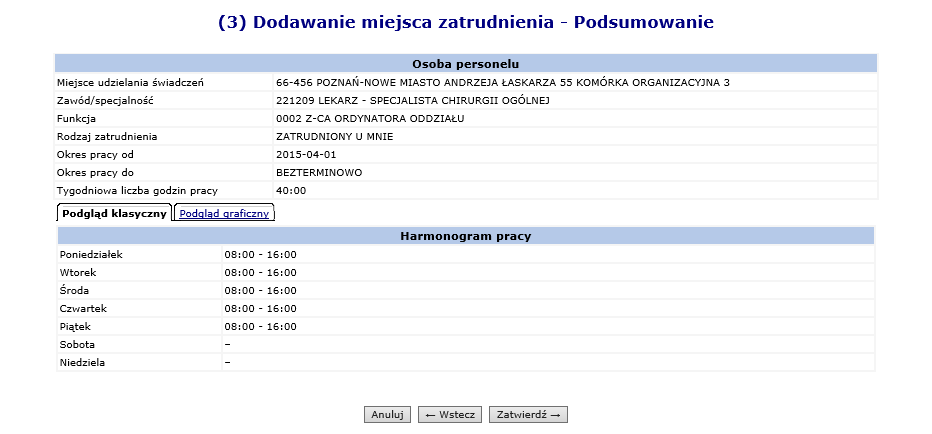 (3) Dodawanie miejsca zatrudnienia - Podsumowanie
Osoba personelu
Miejsce udzielania świadczeń 66-456 POZNAŃ-NOWE MIASTO ANDRZEJA ŁASKARZA 55 KOMÓRKA ORGANIZACYJNA 3
Zawód/specjalność 221209 LEKARZ - SPECJALISTA CHIRURGII OGÓLNEJ
Funkcja 0002 Z-CA ORDYNATORA ODDZIAŁU
Rodzaj zatrudnienia ZATRUDNIONY U MNIE
Okres pracy od 2015-04-01
Okres pracy do BEZTERMINOWO
Tygodniowa liczba godzin pracy 40:00
Podgląd klasyczny Podgląd graficzny
Harmonogram pracy
Poniedziałek 08:00 - 16:00
Wtorek 08:00 - 16:00
Środa 08:00 - 16:00
Czwartek 08:00 - 16:00
Piątek 08:00 - 16:00
Sobota –
Niedziela –
Anuluj ← Wstecz Zatwierdź →